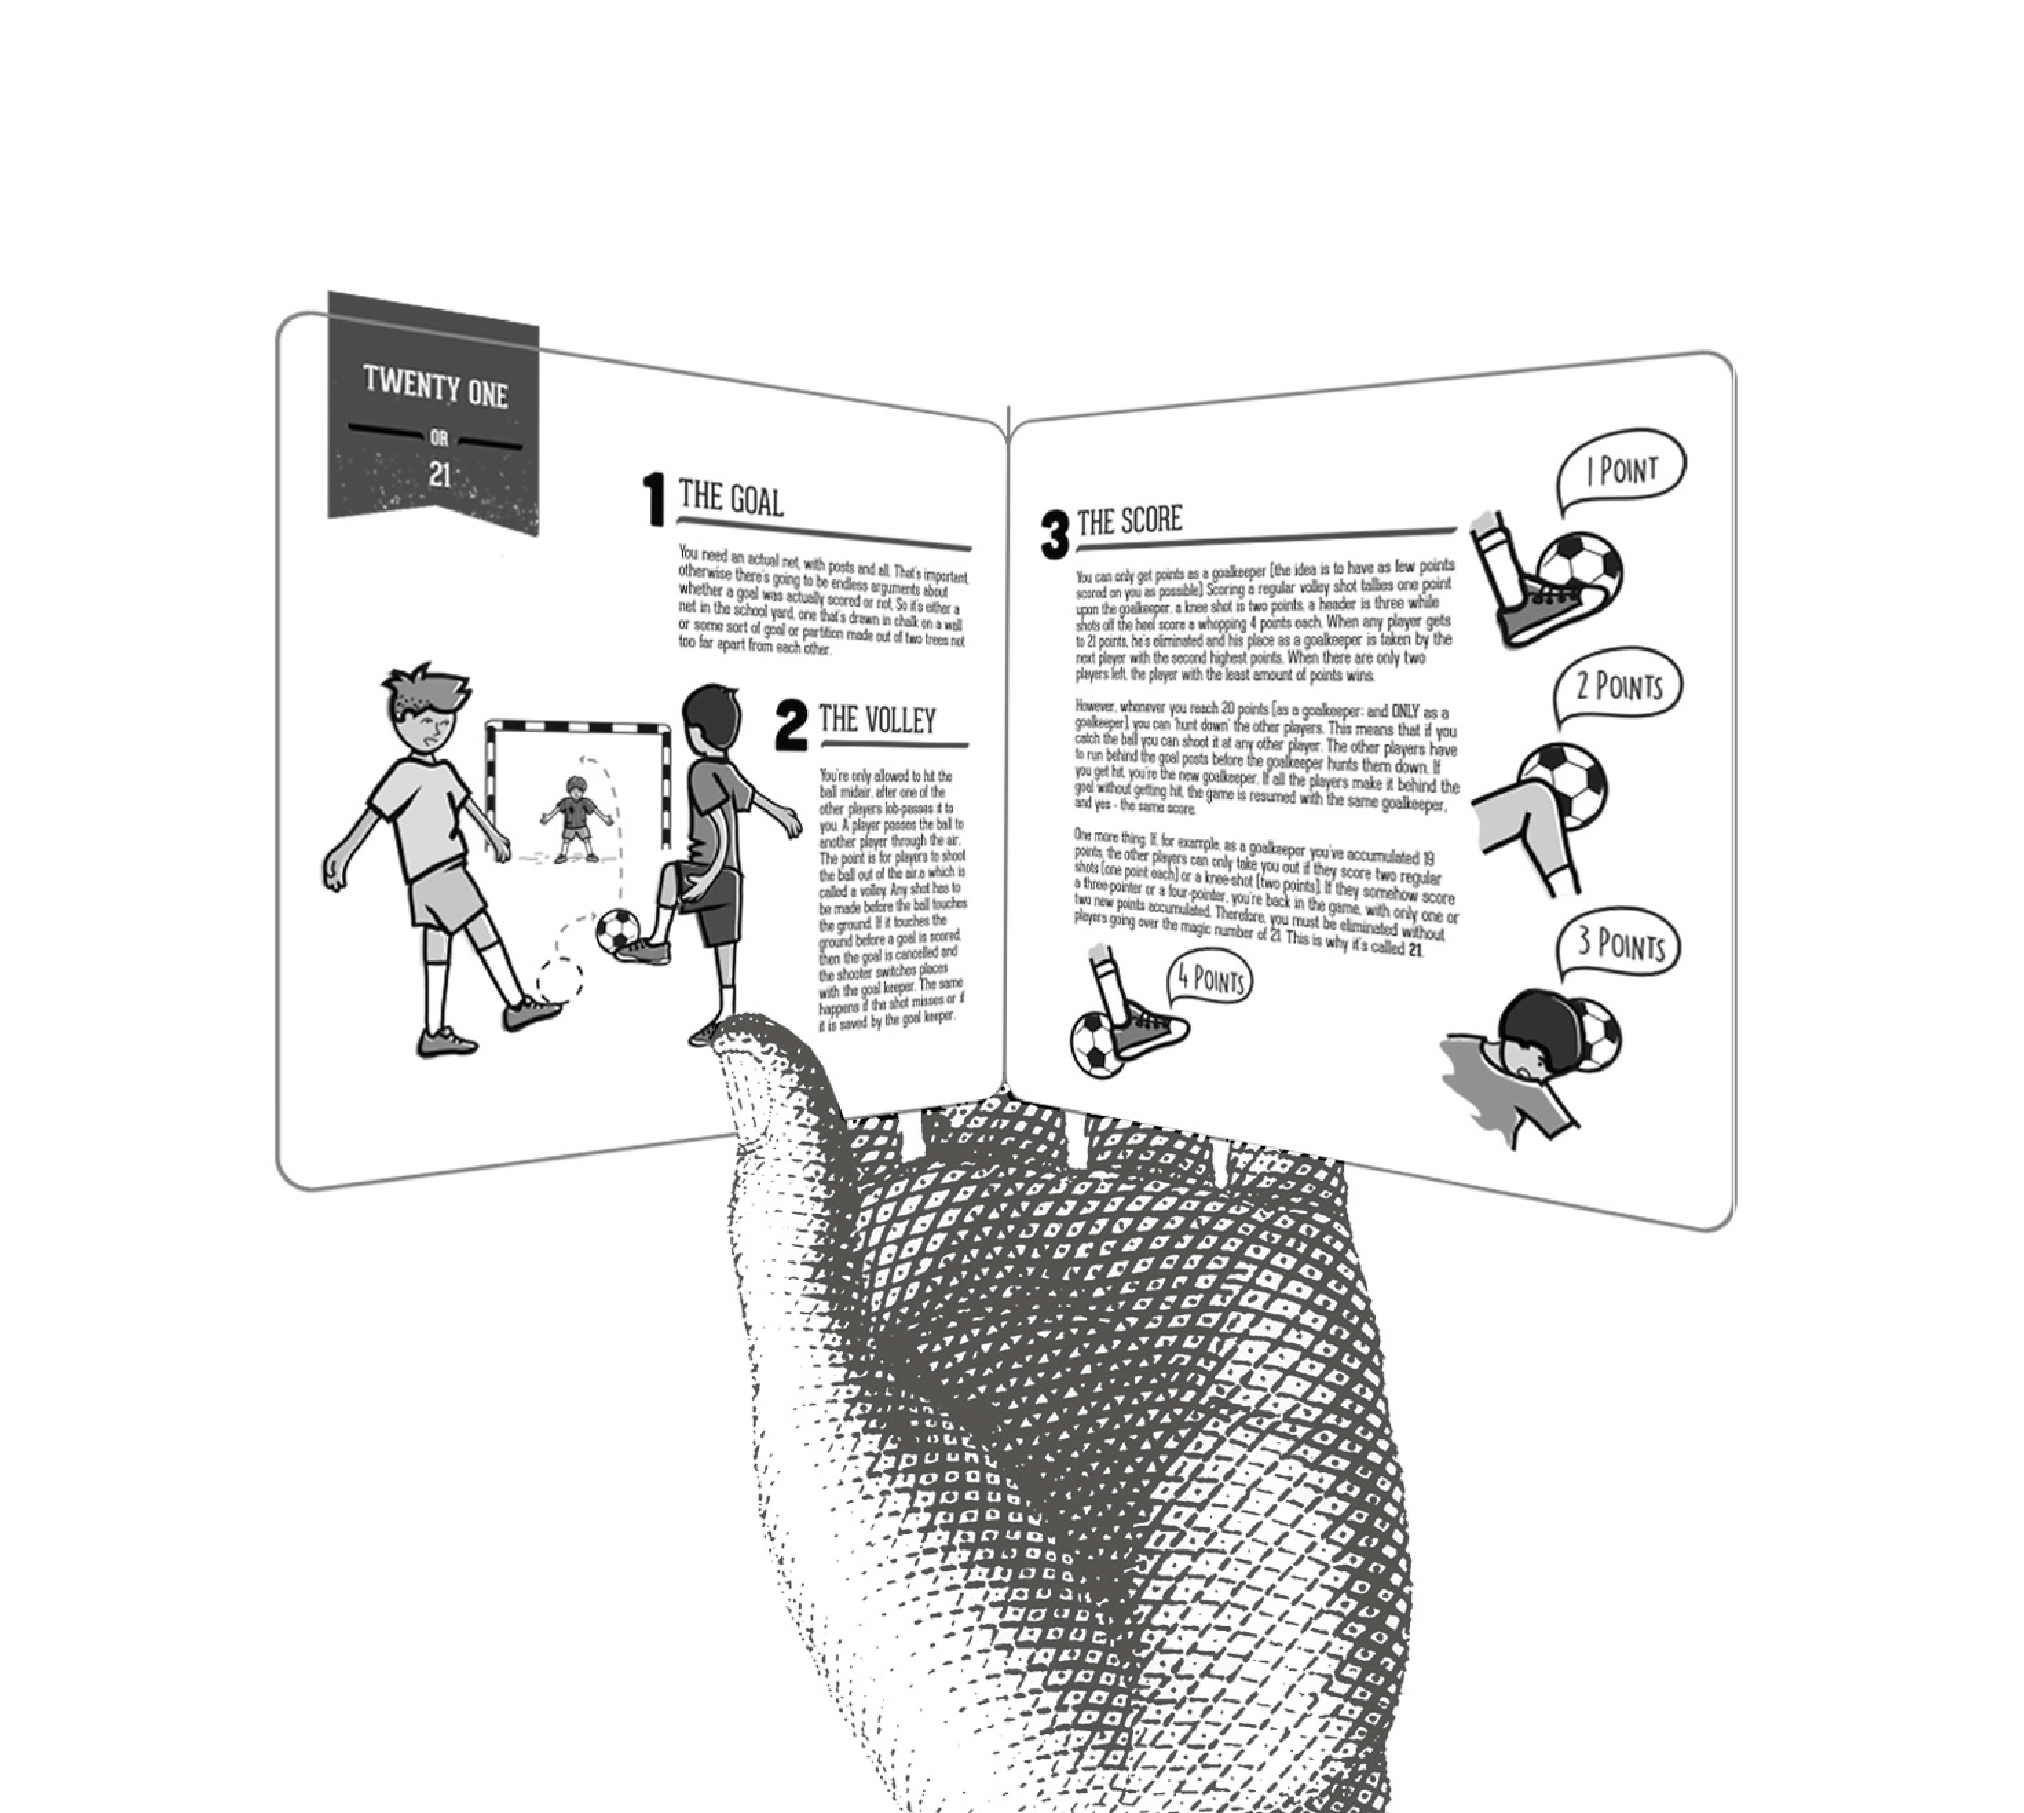 TWENTY ONE
OR
21
1 THE GOAL
You need an actual net, with posts and all. That's important,
otherwise there's going to be endless arguments about
whether a goal was actually scored or not. So it's either a
net in the school yard, one that's drawn in chalk on a wall
or some sort of goal or partition made out of two trees not
too far apart from each other.
2 THE VOLLEY
You're only allowed to hit the
ball midair, after one of the
other players lob-passes it to
you. A player passes the ball to
another player through the air.
The point is for players to shoot
the ball out of the air,a which is
called a volley. Any shot has to
be made before the ball touches
the ground. If it touches the
ground before a goal is scored,
then the goal is cancelled and
the shooter switches places
with the goal keeper. The same
happens if the shot misses or if
it is saved by the goal keeper.
3 THE SCORE
You can only get points as a goalkeeper (the idea is to have as few points
scored on you as possible). Scoring a regular volley shot tallies one point
upon the goalkeeper, a knee shot is two points, a header is three while
shots off the heel score a whopping 4 points each. When any player gets
to 21 points, he's eliminated and his place as a goalkeeper is taken by the
next player with the second highest points. When there are only two
players left, the player with the least amount of points wins.
However, whenever you reach 20 points (as a goalkeeper; and ONLY as a
goalkeeper), you can 'hunt down' the other players. This means that if you
catch the ball you can shoot it at any other player. The other players have
to run behind the goal posts before the goalkeeper hunts them down. If
you get hit, you're the new goalkeeper. If all the players make it behind the
goal without getting hit, the game is resumed with the same goalkeeper,
and yes - the same score.
One more thing. If, for example, as a goalkeeper you've accumulated 19
points, the other players can only take you out if they score two regular
shots (one point each) or a knee-shot (two points). If they somehow score
a three-pointer or a four-pointer, you're back in the game, with only one or
two new points accumulated. Therefore, you must be eliminated without
players going over the magic number of 21. This is why it's called 21.
1 POINT
2 POINTS
3 POINTS
4 POINTS